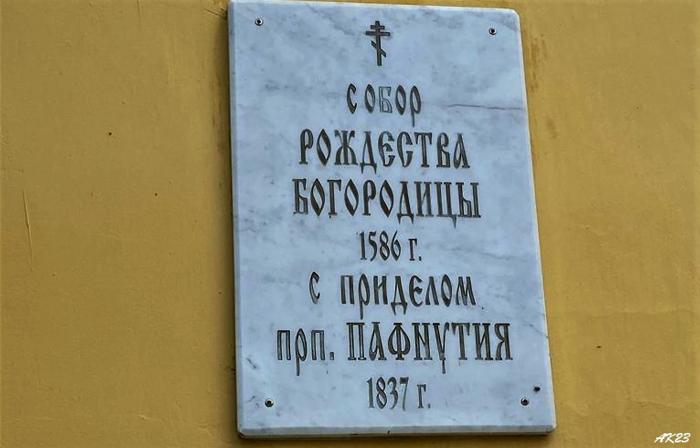 СОБОР
РОЖДЕСТВА
БОГОРОДИЦЫ
1586 г.
С ПРИДЕЛОМ
прп. ПАФНУТИЯ
1837 г.
AK23